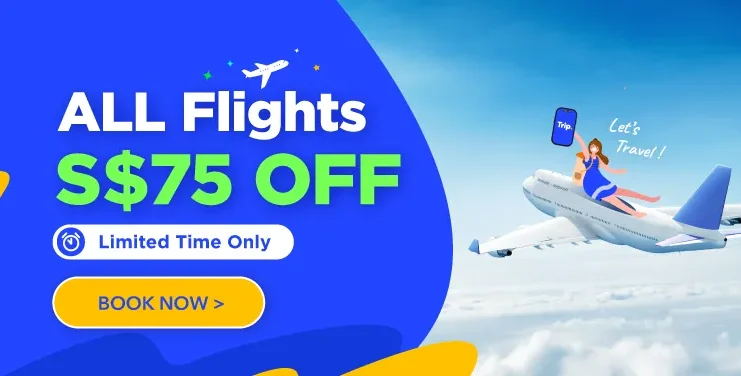 ALL Flights
S$75 OFF
Limited Time Only
BOOK NOW >
Trip.
Let's
Travel!